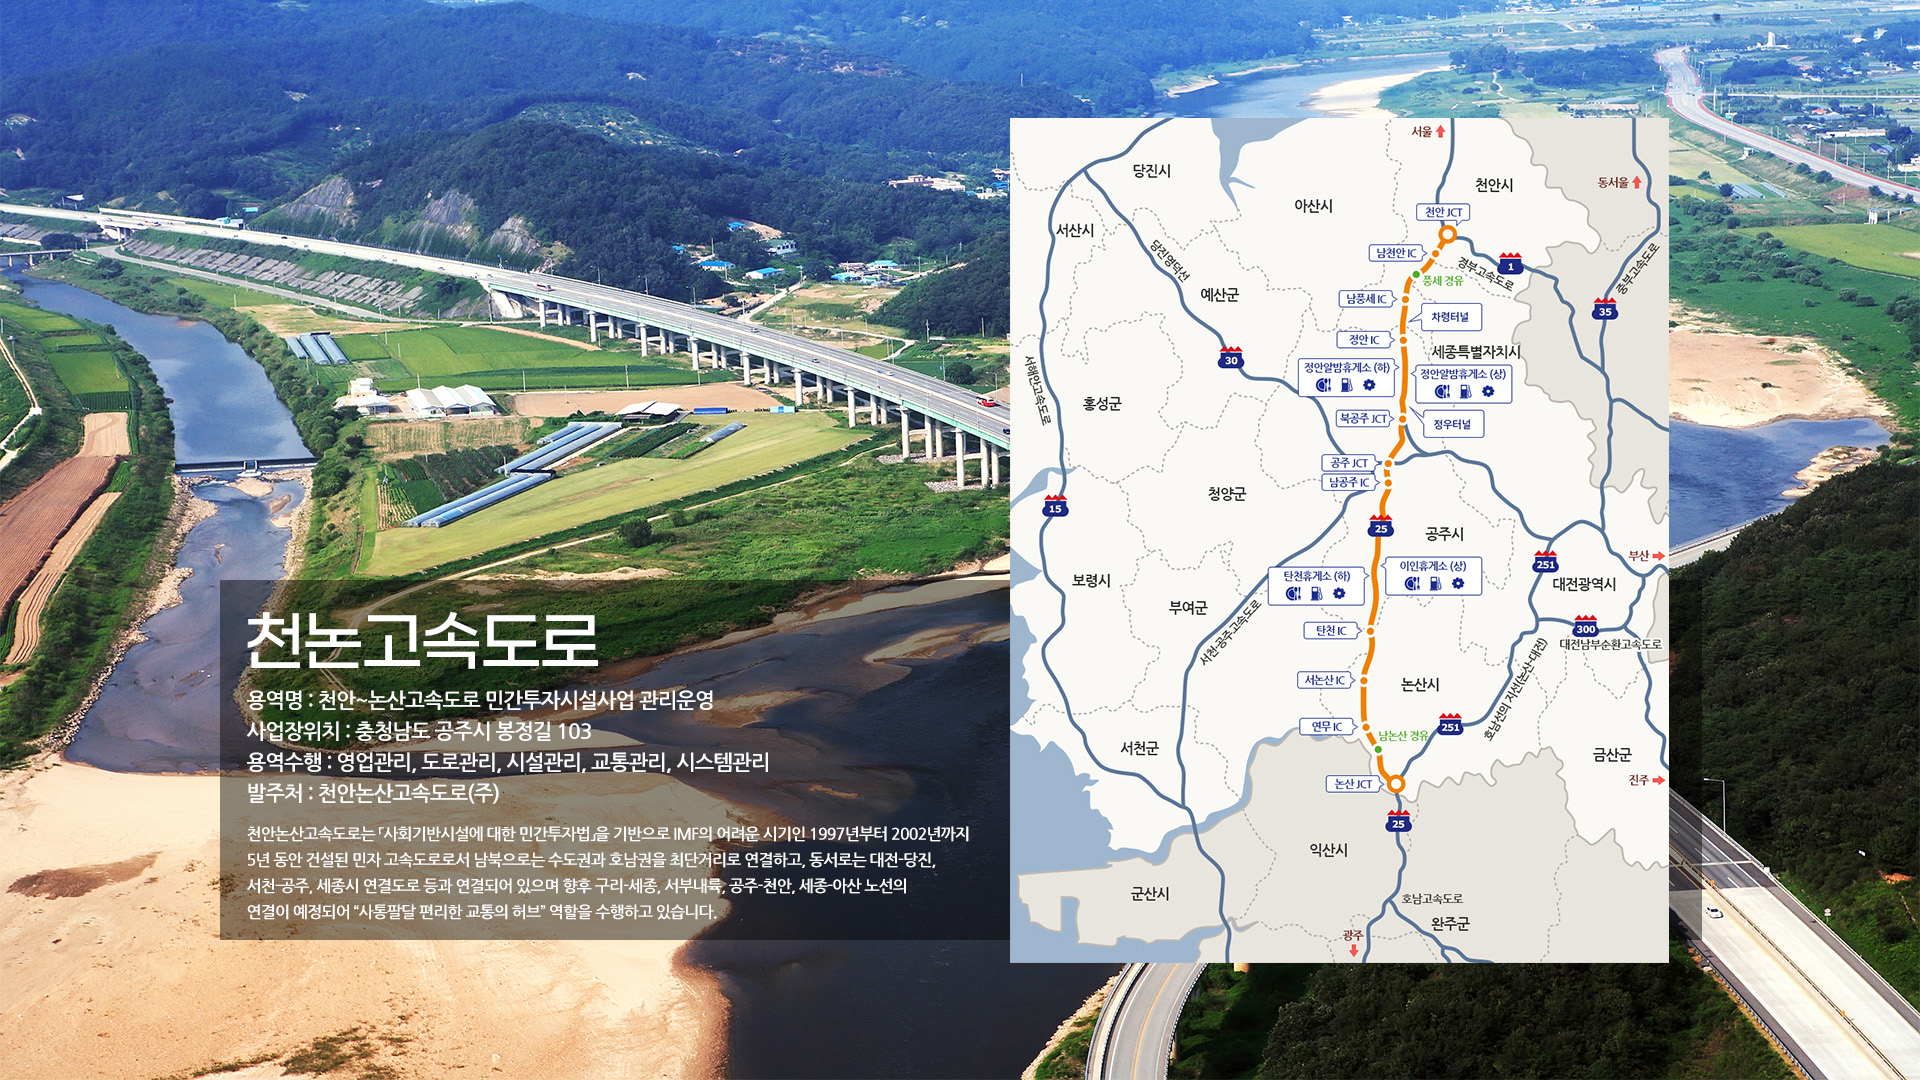 천논고속도로
용역명 : 천안~논산고속도로 민간투자시설사업 관리운영
사업장위치 : 충청남도 공주시 봉정길 103
용역수행 : 영업관리, 도로관리, 시설관리, 교통관리, 시스템관리
발주처 : 천안논산고속도로(주)
천안논산고속도로는 「사회기반시설에 대한 민간투자법」을 기반으로 IMF의 어려운 시기인 1997년부터 2002년까지
5년 동안 건설된 민자 고속도로로서 남북으로는 수도권과 호남권을 최단거리로 연결하고, 동서로는 대전-당진,
서천-공주, 세종시 연결도로 등과 연결되어 있으며 향후 구리-세종, 서부내륙, 공주-천안, 세종-아산 노선의
연결이 예정되어 “사통팔달 편리한 교통의 허브” 역할을 수행하고 있습니다.
서울
당진시
천안시
동서울
아산시
천안 JCT
서산시
남천안 IC
당진영덕선
경부고속도로
1
중부고속도로
풍세 경유
예산군
남풍세 IC
35
차령터널
정안 IC
30
세종특별자치시
정안알밤휴게소 (하)
정안알밤휴게소 (상)
서해안고속도로
홍성군
북공주 JCT
정우터널
공주 JCT
남공주 IC
청양군
15
25
공주시
부산
251
이인휴게소 (상)
탄천휴게소 (하)
보령시
대전광역시
부여군
서천-공주고속도로
탄천 IC
300
대전남부순환고속도로
서논산 IC
논산시
호남선의 지선(논산-대전)
연무 IC
251
남논산 경유
서천군
금산군
진주
논산 JCT
25
익산시
군산시
호남고속도로
완주군
광주